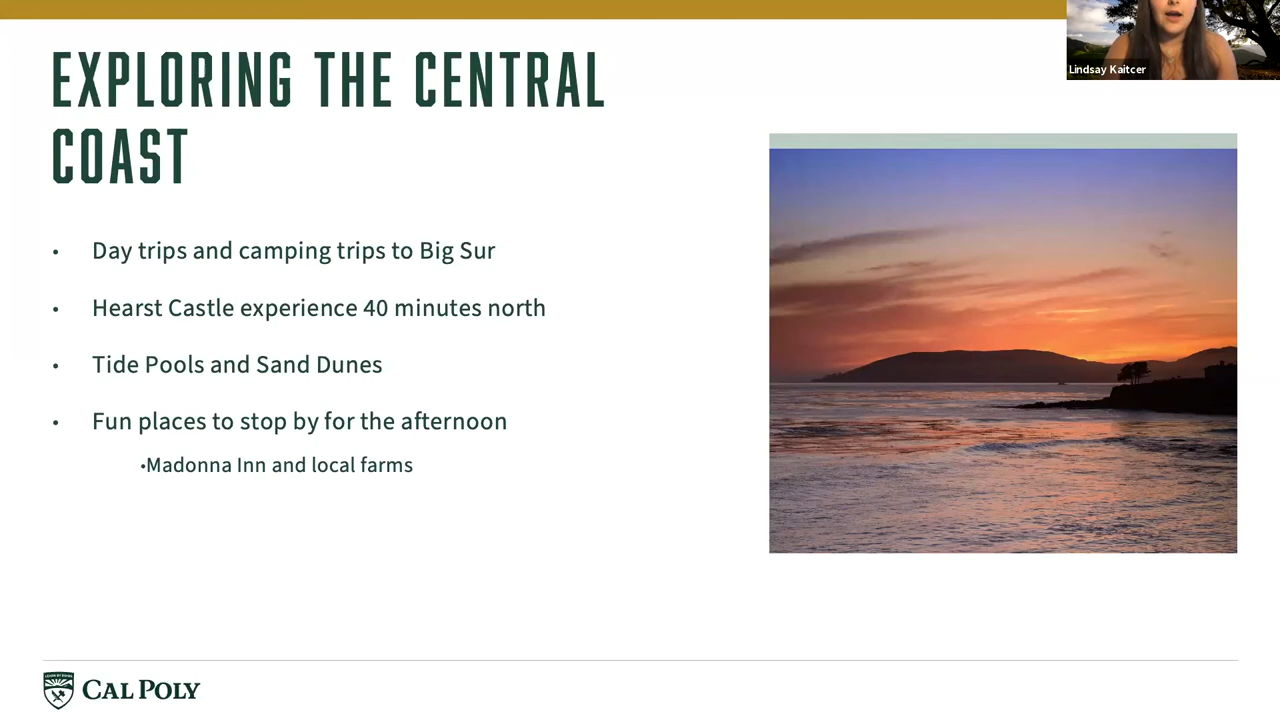 Lindsay Kaitcer
EXPLORING THE CENTRAL
COAST
• Day trips and camping trips to Big Sur
• Hearst Castle experience 40 minutes north
• Tide Pools and Sand Dunes
• Fun places to stop by for the afternoon
•Madonna Inn and local farms
CAL POLY